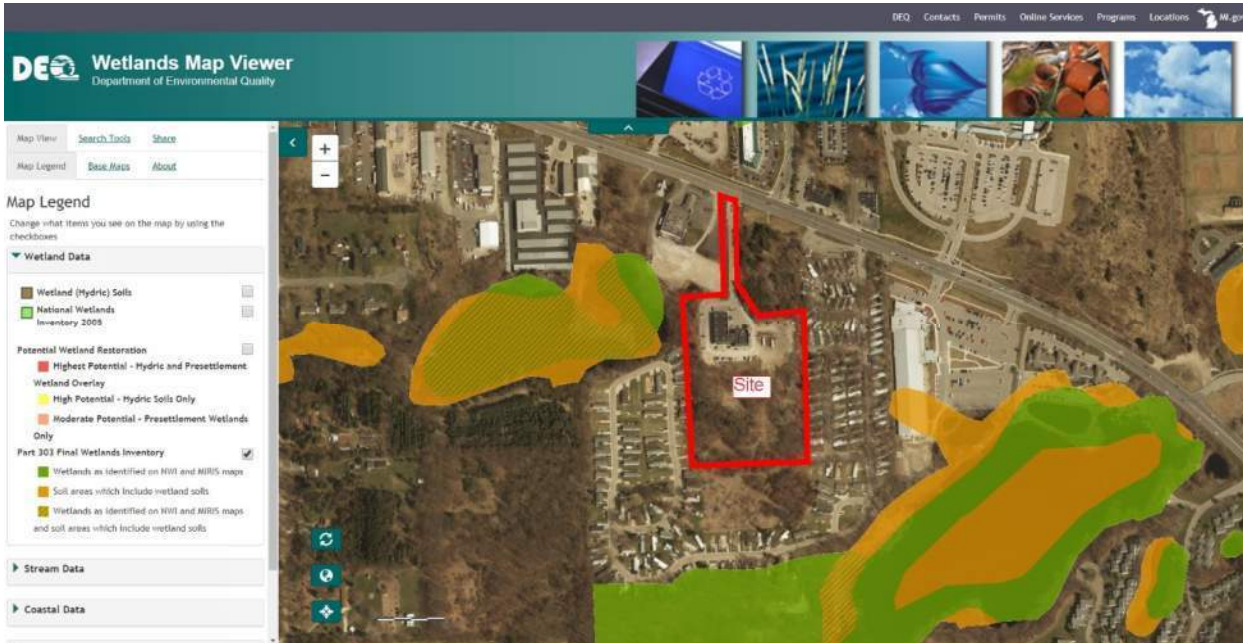 DEQ Contacts Permits Online Services Programs Locations MI.gov
DEQ Wetlands Map Viewer
Department of Environmental Quality
Map View Search Tools Share
Map Legend Base Maps About
Map Legend
Change what items you see on the map by using the
checkboxes
Wetland Data
Wetland (Hydric) Soils
National Wetlands
Inventory 2005
Potential Wetland Restoration
Highest Potential - Hydric and Presettlement
Wetland Overlay
High Potential - Hydric Soils Only
Moderate Potential - Presettlement Wetlands
Only
Part 303 Final Wetlands Inventory
Wetlands as identified on NWI and MIRIS maps
Soil areas which include wetland soils
Wetlands as identified on NWI and MIRIS maps
and soil areas which include wetland soils
Stream Data
Coastal Data
+
-
Site